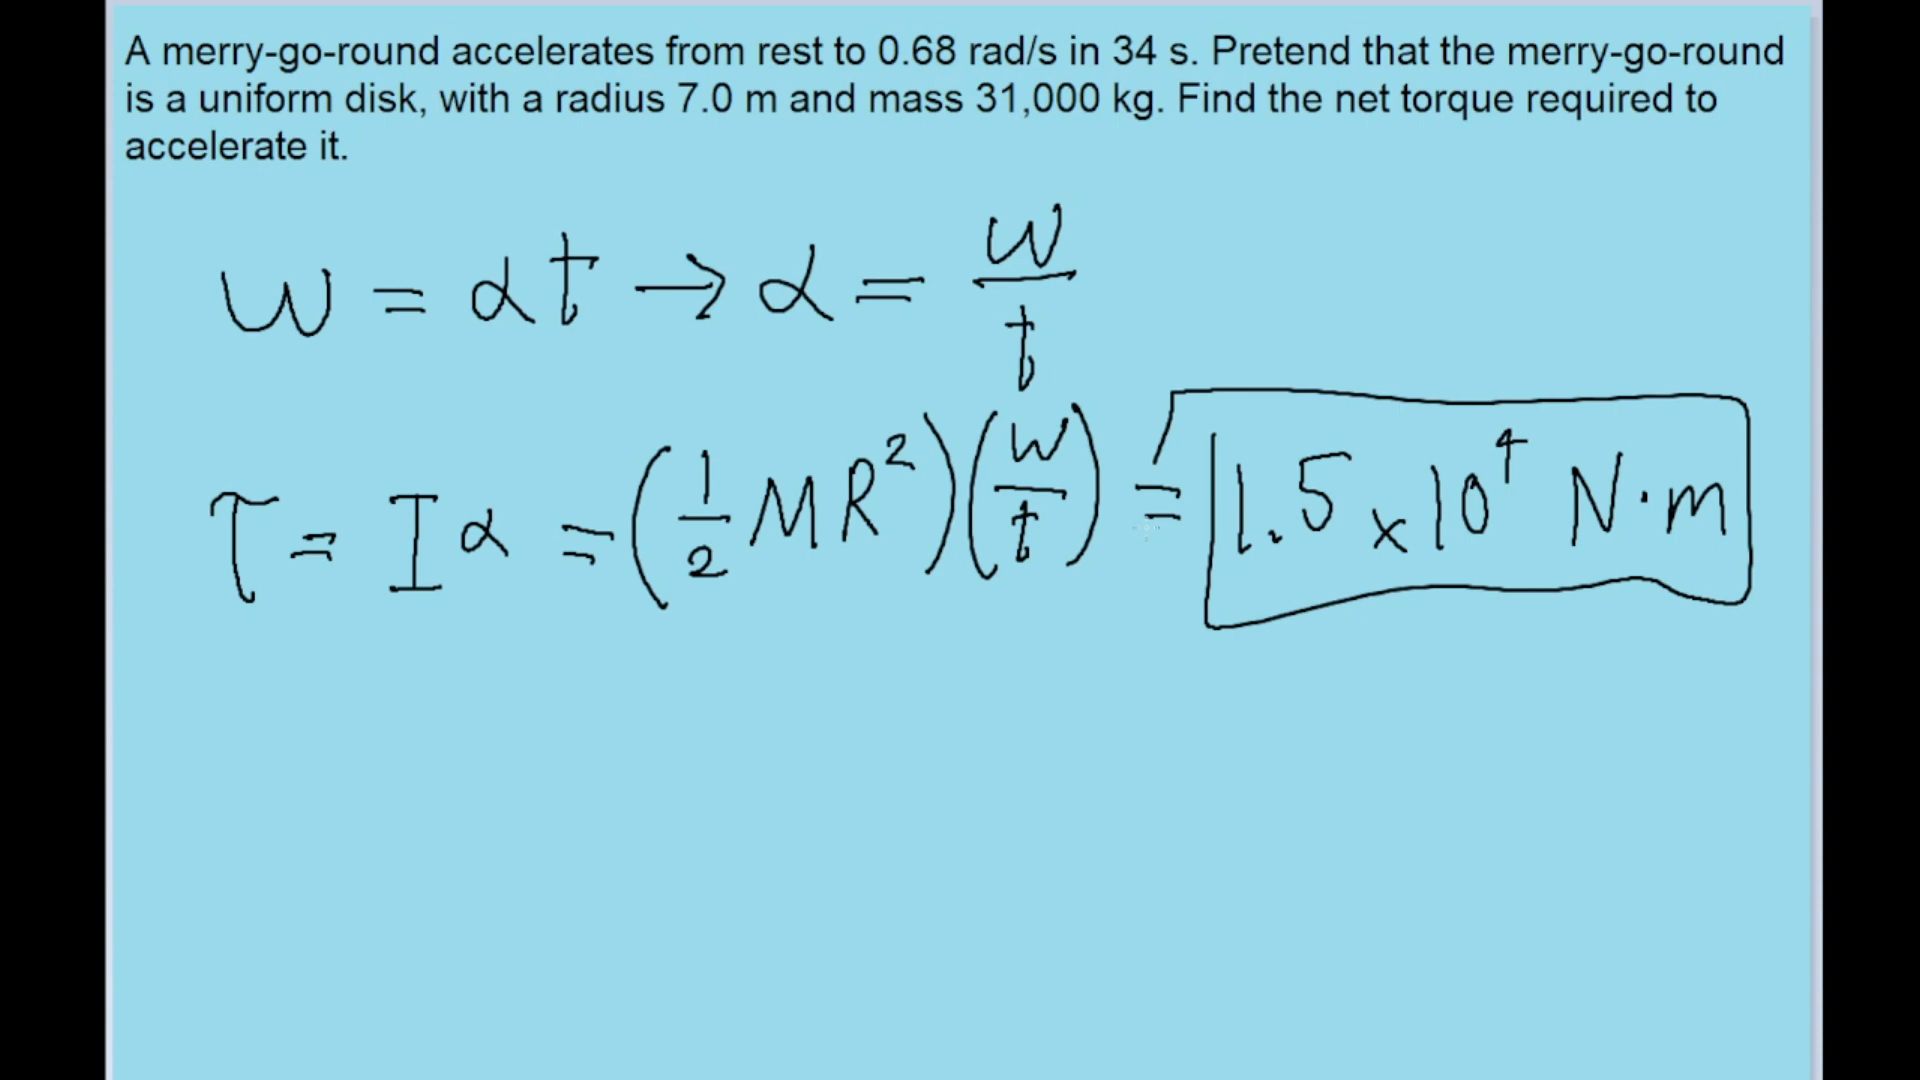 A merry-go-round accelerates from rest to 0.68 rad/s in 34 s. Pretend that the merry-go-round
is a uniform disk, with a radius 7.0 m and mass 31,000 kg. Find the net torque required to
accelerate it.
ω = αt → α = ω/t
τ = Iα = (1/2 MR²)(ω/t) = 1.5 x 10⁴ N·m